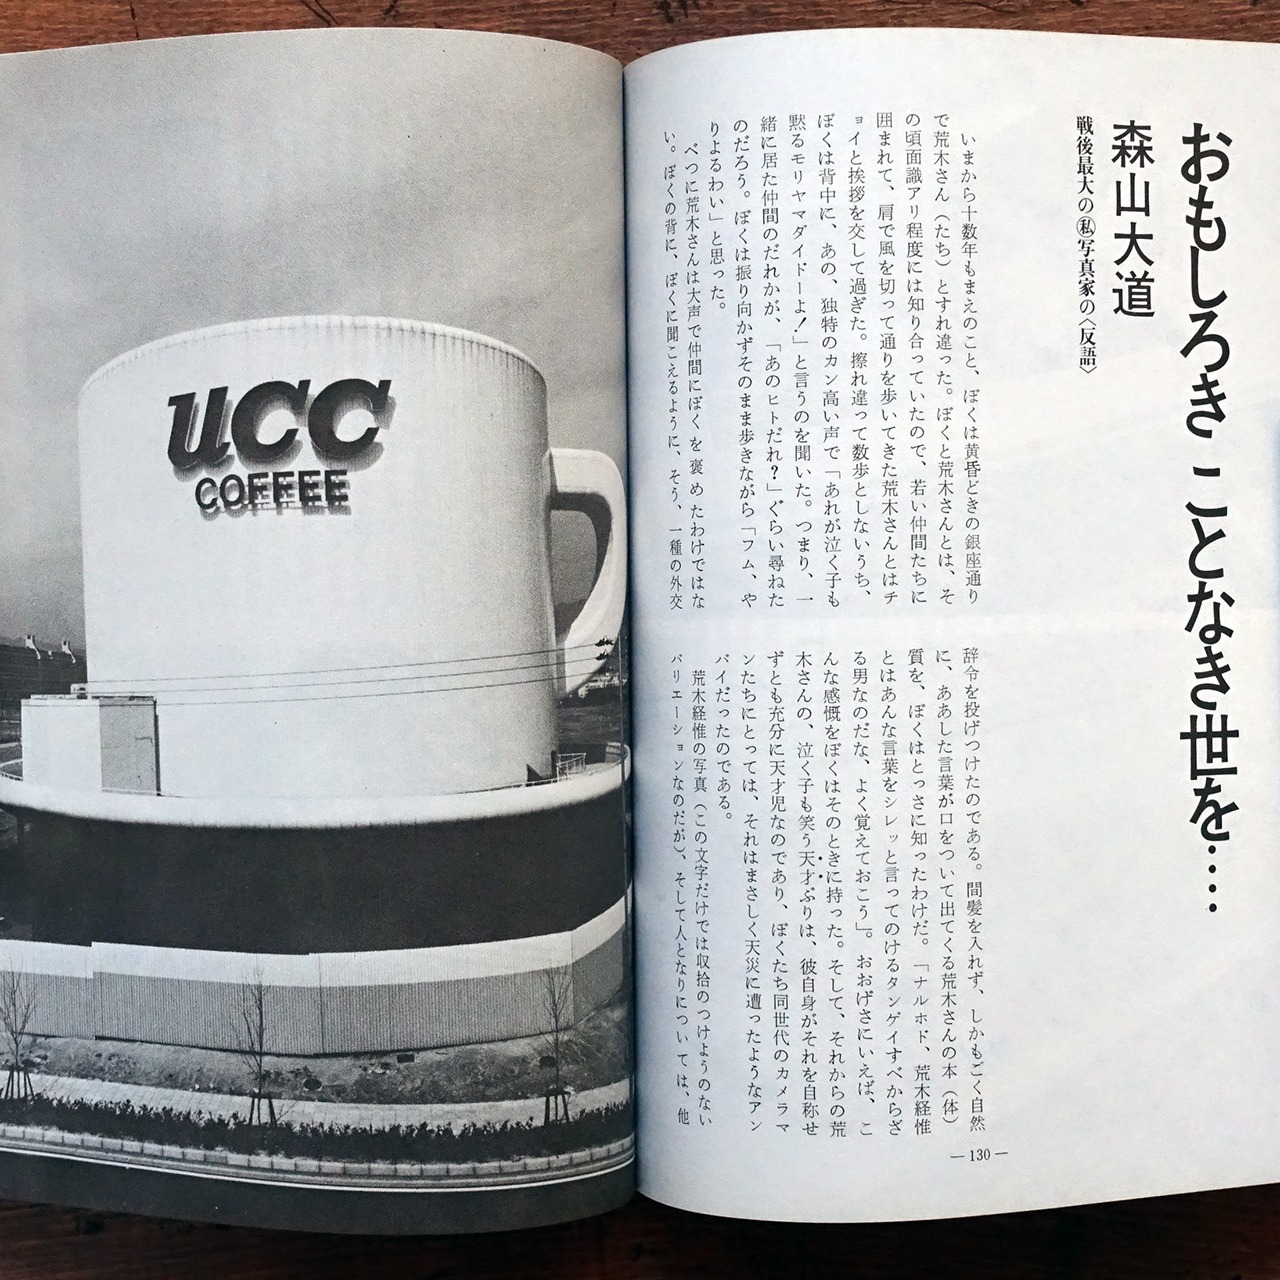 おもしろき ことなき世を‥‥
森山大道
戦後最大の㊙写真家の〈反語〉
いまから十数年もまえのこと、ぼくは黄昏どきの銀座通り
で荒木さん（たち）とすれ違った。ぼくと荒木さんとは、そ
の頃面識アリ程度には知り合っていたので、若い仲間たちに
囲まれて、肩で風を切って通りを歩いてきた荒木さんとはチ
ョイと挨拶を交して過ぎた。擦れ違って数歩としないうち、
ぼくは背中に、あの、独特のカン高い声で「あれが泣く子も
黙るモリヤマダイドーよ！」と言うのを聞いた。つまり、一
緒に居た仲間のだれかが、「あのヒトだれ？」ぐらい尋ねた
のだろう。ぼくは振り向かずそのまま歩きながら「フム、や
りよるわい」と思った。
べつに荒木さんは大声で仲間にぼくを褒めたわけではな
い。ぼくの背に、ぼくに聞こえるように、そう、一種の外交
辞令を投げつけたのである。間髪を入れず、しかもごく自然
に、ああした言葉が口をついて出てくる荒木さんの本（体）
質を、ぼくはとっさに知ったわけだ。「ナルホド、荒木経惟
とはあんな言葉をシレッと言ってのけるタンゲイすべからざ
る男なのだな、よく覚えておこう」。おおげさにいえば、こ
んな感慨をぼくはそのときに持った。そして、それからの荒
木さんの、泣く子も笑う天才ぶりは、彼自身がそれを自称せ
ずとも充分に天才児なのであり、ぼくたち同世代のカメラマ
ンたちにとっては、それはまさしく天災に遭ったようなアン
バイだったのである。
荒木経惟の写真（この文字だけでは収拾のつけようのない
バリエーションなのだが）、そして人となりについては、他
—130—
UCC
COFFEE